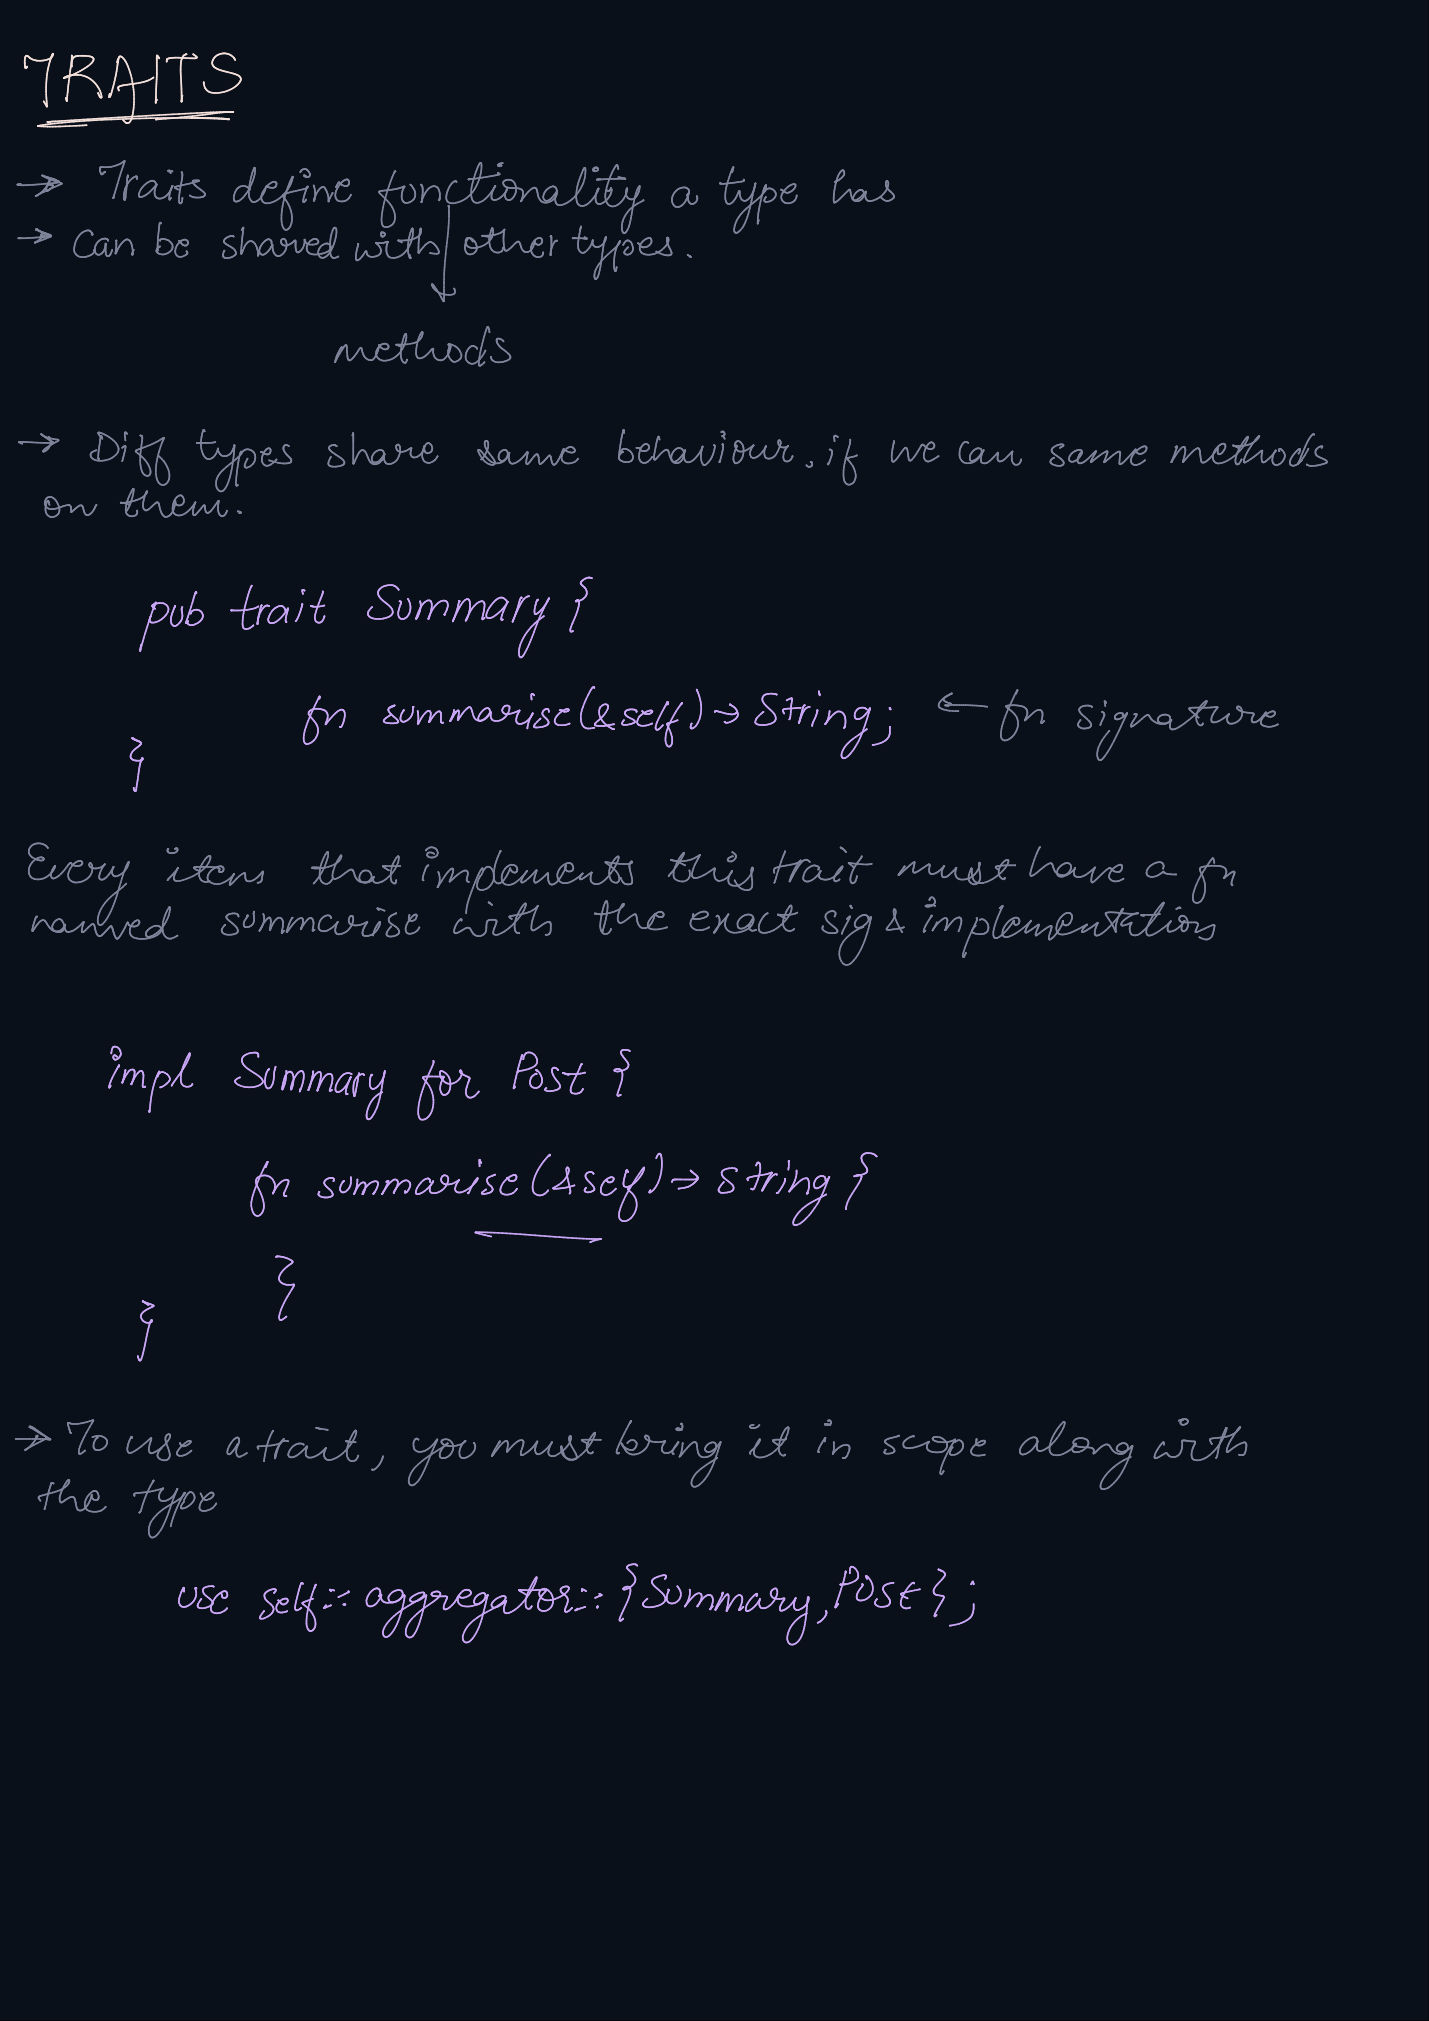 TRAITS
→ Traits define functionality a type has
→ Can be shared with other types.
methods
→ Diff types share same behaviour, if we can same methods
on them.
pub trait Summary {
fn summarise(&self) → String; ← fn signature
}
Every item that implements this trait must have a fn
named summarise with the exact sig & implementation
impl Summary for Post {
fn summarise (&self) → String {
}
}
→ To use a trait, you must bring it in scope along with
the type
use self::aggregator::{Summary, Post};